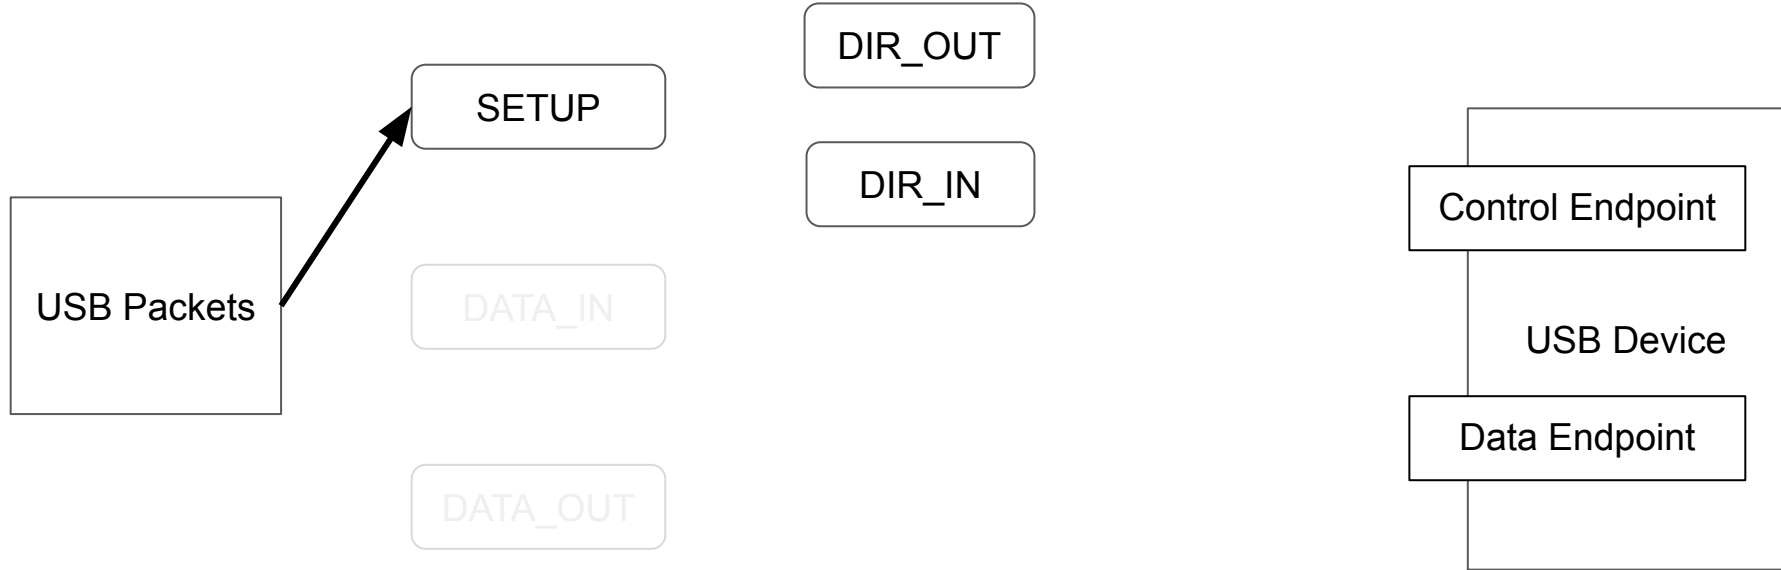 DIR_OUT
SETUP
DIR_IN
Control Endpoint
USB Packets
DATA_IN
USB Device
Data Endpoint
DATA_OUT